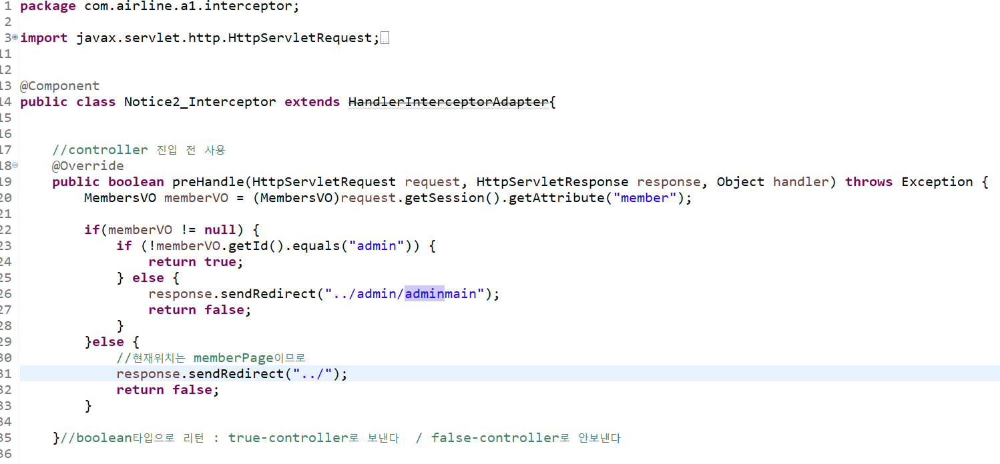 1 package com.airline.a1.interceptor;
2
3 import javax.servlet.http.HttpServletRequest;
11
12
13 @Component
14 public class Notice2_Interceptor extends HandlerInterceptorAdapter{
15
16
17     //controller 진입 전 사용
18     @Override
19     public boolean preHandle(HttpServletRequest request, HttpServletResponse response, Object handler) throws Exception {
20         MembersVO memberVO = (MembersVO)request.getSession().getAttribute("member");
21
22         if(memberVO != null) {
23             if (!memberVO.getId().equals("admin")) {
24                 return true;
25             } else {
26                 response.sendRedirect("../admin/adminmain");
27                 return false;
28             }
29         }else {
30             //현재위치는 memberPage이므로
31             response.sendRedirect("../");
32             return false;
33         }
34
35     }//boolean타입으로 리턴 : true-controller로 보낸다  / false-controller로 안보낸다
36